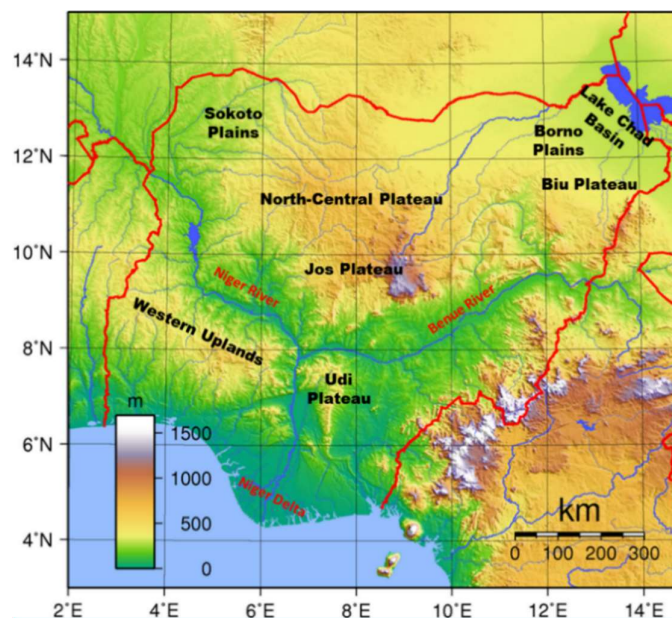 14°N
Sokoto
Plains
Lake Chad
Basin
Borno
Plains
12°N
Biu Plateau
North-Central Plateau
10°N
Jos Plateau
Niger River
Benue River
Western Uplands
8°N
Udi
Plateau
m
1500
6°N
1000
Niger Delta
500
km
4°N
0
0 100 200 300
2°E 4°E 6°E 8°E 10°E 12°E 14°E